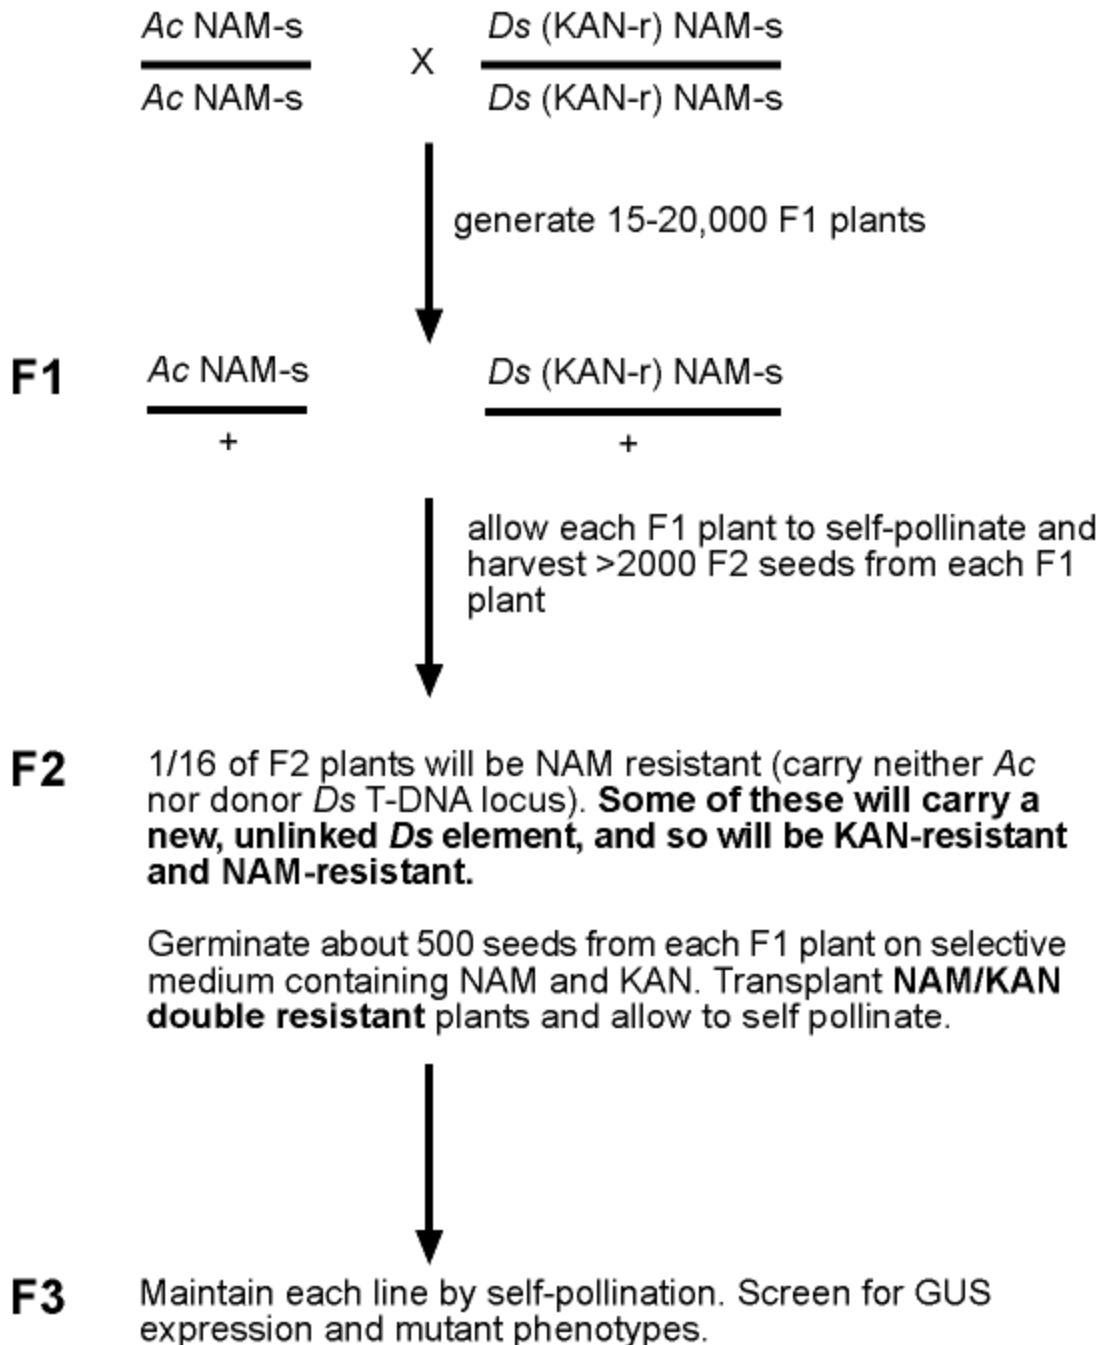 Ac NAM-s
Ds (KAN-r) NAM-s
X
Ac NAM-s
Ds (KAN-r) NAM-s
generate 15-20,000 F1 plants
F1
Ac NAM-s
Ds (KAN-r) NAM-s
+
+
allow each F1 plant to self-pollinate and
harvest >2000 F2 seeds from each F1
plant
F2
1/16 of F2 plants will be NAM resistant (carry neither Ac
nor donor Ds T-DNA locus). Some of these will carry a
new, unlinked Ds element, and so will be KAN-resistant
and NAM-resistant.
Germinate about 500 seeds from each F1 plant on selective
medium containing NAM and KAN. Transplant NAM/KAN
double resistant plants and allow to self pollinate.
F3
Maintain each line by self-pollination. Screen for GUS
expression and mutant phenotypes.